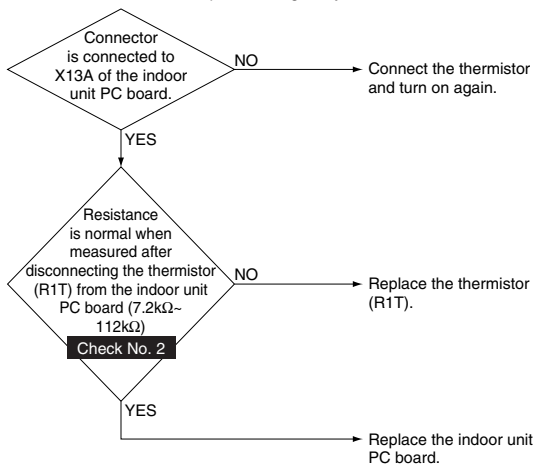 Connector
is connected to
X13A of the indoor
unit PC board.
NO
Connect the thermistor
and turn on again.
YES
Resistance
is normal when
measured after
disconnecting the thermistor
(R1T) from the indoor unit
PC board (7.2kΩ~
112kΩ)
Check No. 2
NO
Replace the thermistor
(R1T).
YES
Replace the indoor unit
PC board.